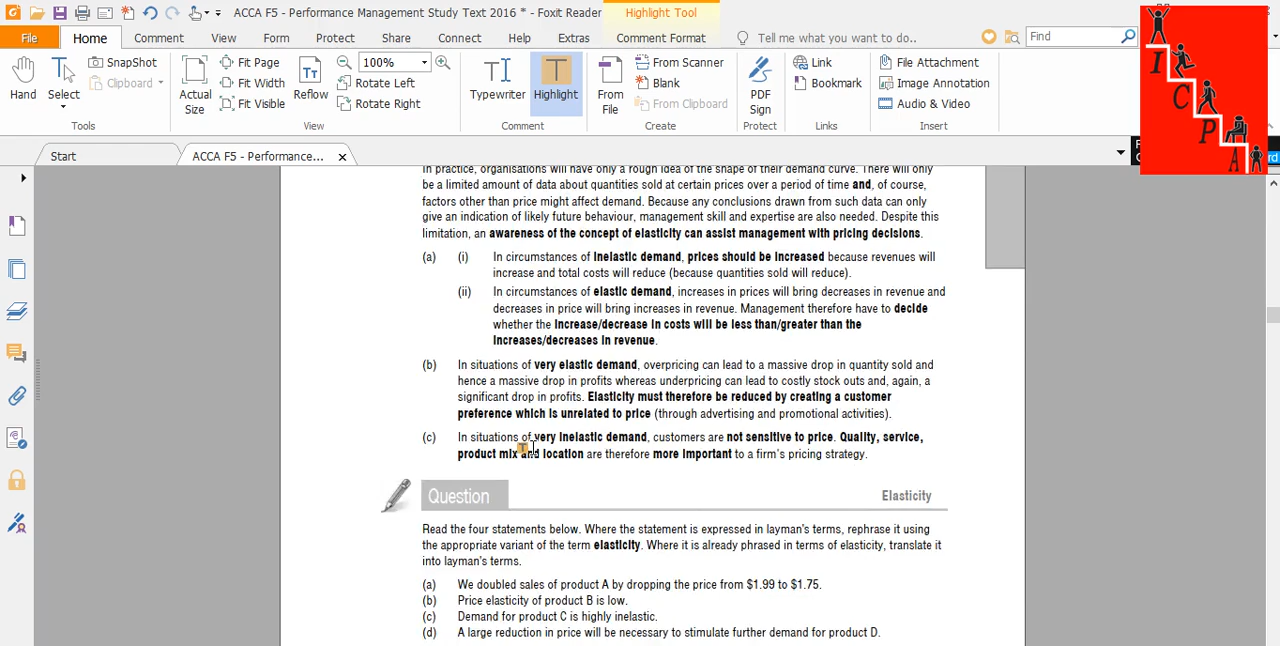 ACCA F5 - Performance Management Study Text 2016 * - Foxit Reader
Highlight Tool
File
Home
Comment
View
Form
Protect
Share
Connect
Help
Extras
Comment Format
Tell me what you want to do..
Find
Hand
Select
SnapShot
Clipboard
Actual Size
Fit Page
Fit Width
Fit Visible
Reflow
100%
Rotate Left
Rotate Right
Typewriter
Highlight
From File
From Scanner
Blank
From Clipboard
PDF Sign
Link
Bookmark
File Attachment
Image Annotation
Audio & Video
Tools
View
Comment
Create
Protect
Links
Insert
I
C
P
A
Start
ACCA F5 - Performance...
In practice, organisations will have only a rough idea of the shape of their demand curve. There will only
be a limited amount of data about quantities sold at certain prices over a period of time and, of course,
factors other than price might affect demand. Because any conclusions drawn from such data can only
give an indication of likely future behaviour, management skill and expertise are also needed. Despite this
limitation, an awareness of the concept of elasticity can assist management with pricing decisions.
(a) (i) In circumstances of inelastic demand, prices should be increased because revenues will
increase and total costs will reduce (because quantities sold will reduce).
(ii) In circumstances of elastic demand, increases in prices will bring decreases in revenue and
decreases in price will bring increases in revenue. Management therefore have to decide
whether the increase/decrease in costs will be less than/greater than the
increases/decreases in revenue.
(b) In situations of very elastic demand, overpricing can lead to a massive drop in quantity sold and
hence a massive drop in profits whereas underpricing can lead to costly stock outs and, again, a
significant drop in profits. Elasticity must therefore be reduced by creating a customer
preference which is unrelated to price (through advertising and promotional activities).
(c) In situations of very inelastic demand, customers are not sensitive to price. Quality, service,
product mix and location are therefore more important to a firm's pricing strategy.
Question
Elasticity
Read the four statements below. Where the statement is expressed in layman's terms, rephrase it using
the appropriate variant of the term elasticity. Where it is already phrased in terms of elasticity, translate it
into layman's terms.
(a) We doubled sales of product A by dropping the price from $1.99 to $1.75.
(b) Price elasticity of product B is low.
(c) Demand for product C is highly inelastic.
(d) A large reduction in price will be necessary to stimulate further demand for product D.